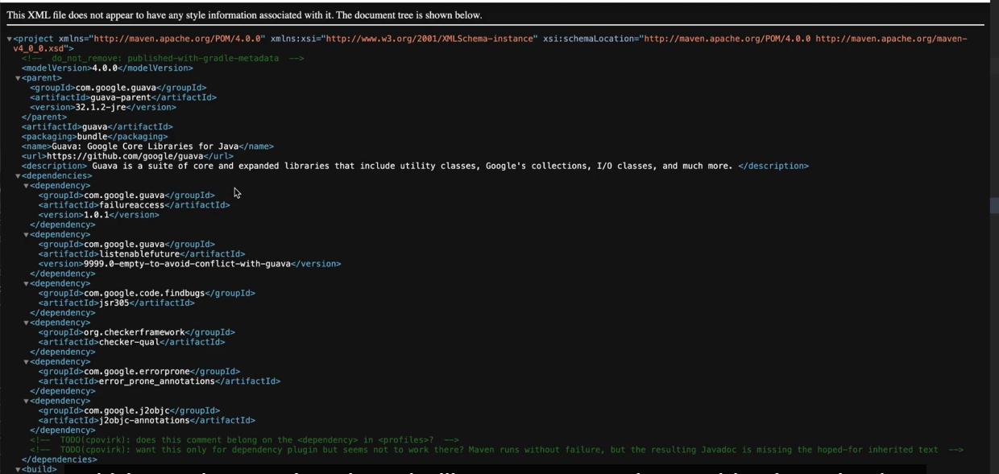 This XML file does not appear to have any style information associated with it. The document tree is shown below.
▼<project xmlns="http://maven.apache.org/POM/4.0.0" xmlns:xsi="http://www.w3.org/2001/XMLSchema-instance" xsi:schemaLocation="http://maven.apache.org/POM/4.0.0 http://maven.apache.org/maven-
v4_0_0.xsd">
<!-- do_not_remove: published-with-gradle-metadata -->
<modelVersion>4.0.0</modelVersion>
▼<parent>
<groupId>com.google.guava</groupId>
<artifactId>guava-parent</artifactId>
<version>32.1.2-jre</version>
</parent>
<artifactId>guava</artifactId>
<packaging>bundle</packaging>
<name>Guava: Google Core Libraries for Java</name>
<url>https://github.com/google/guava</url>
<description> Guava is a suite of core and expanded libraries that include utility classes, Google's collections, I/O classes, and much more. </description>
▼<dependencies>
▼<dependency>
<groupId>com.google.guava</groupId>
<artifactId>failureaccess</artifactId>
<version>1.0.1</version>
</dependency>
▼<dependency>
<groupId>com.google.guava</groupId>
<artifactId>listenablefuture</artifactId>
<version>9999.0-empty-to-avoid-conflict-with-guava</version>
</dependency>
▼<dependency>
<groupId>com.google.code.findbugs</groupId>
<artifactId>jsr305</artifactId>
</dependency>
▼<dependency>
<groupId>org.checkerframework</groupId>
<artifactId>checker-qual</artifactId>
</dependency>
▼<dependency>
<groupId>com.google.errorprone</groupId>
<artifactId>error_prone_annotations</artifactId>
</dependency>
▼<dependency>
<groupId>com.google.j2objc</groupId>
<artifactId>j2objc-annotations</artifactId>
</dependency>
<!-- TODO(cpovirk): does this comment belong on the <dependency> in <profiles>? -->
<!-- TODO(cpovirk): want this only for dependency plugin but seems not to work there? Maven runs without failure, but the resulting Javadoc is missing the hoped-for inherited text -->
</dependencies>
▼<build>